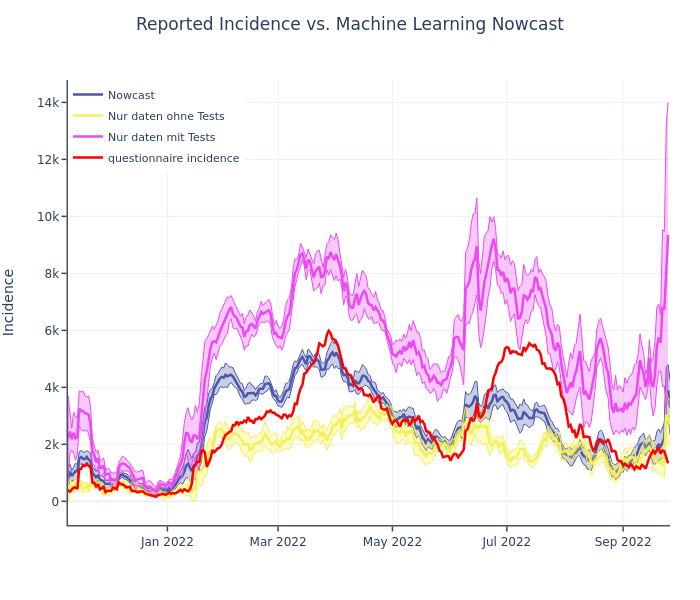 Reported Incidence vs. Machine Learning Nowcast
Nowcast
Nur daten ohne Tests
Nur daten mit Tests
questionnaire incidence
14k
12k
10k
8k
6k
4k
2k
0
Incidence
Jan 2022
Mar 2022
May 2022
Jul 2022
Sep 2022